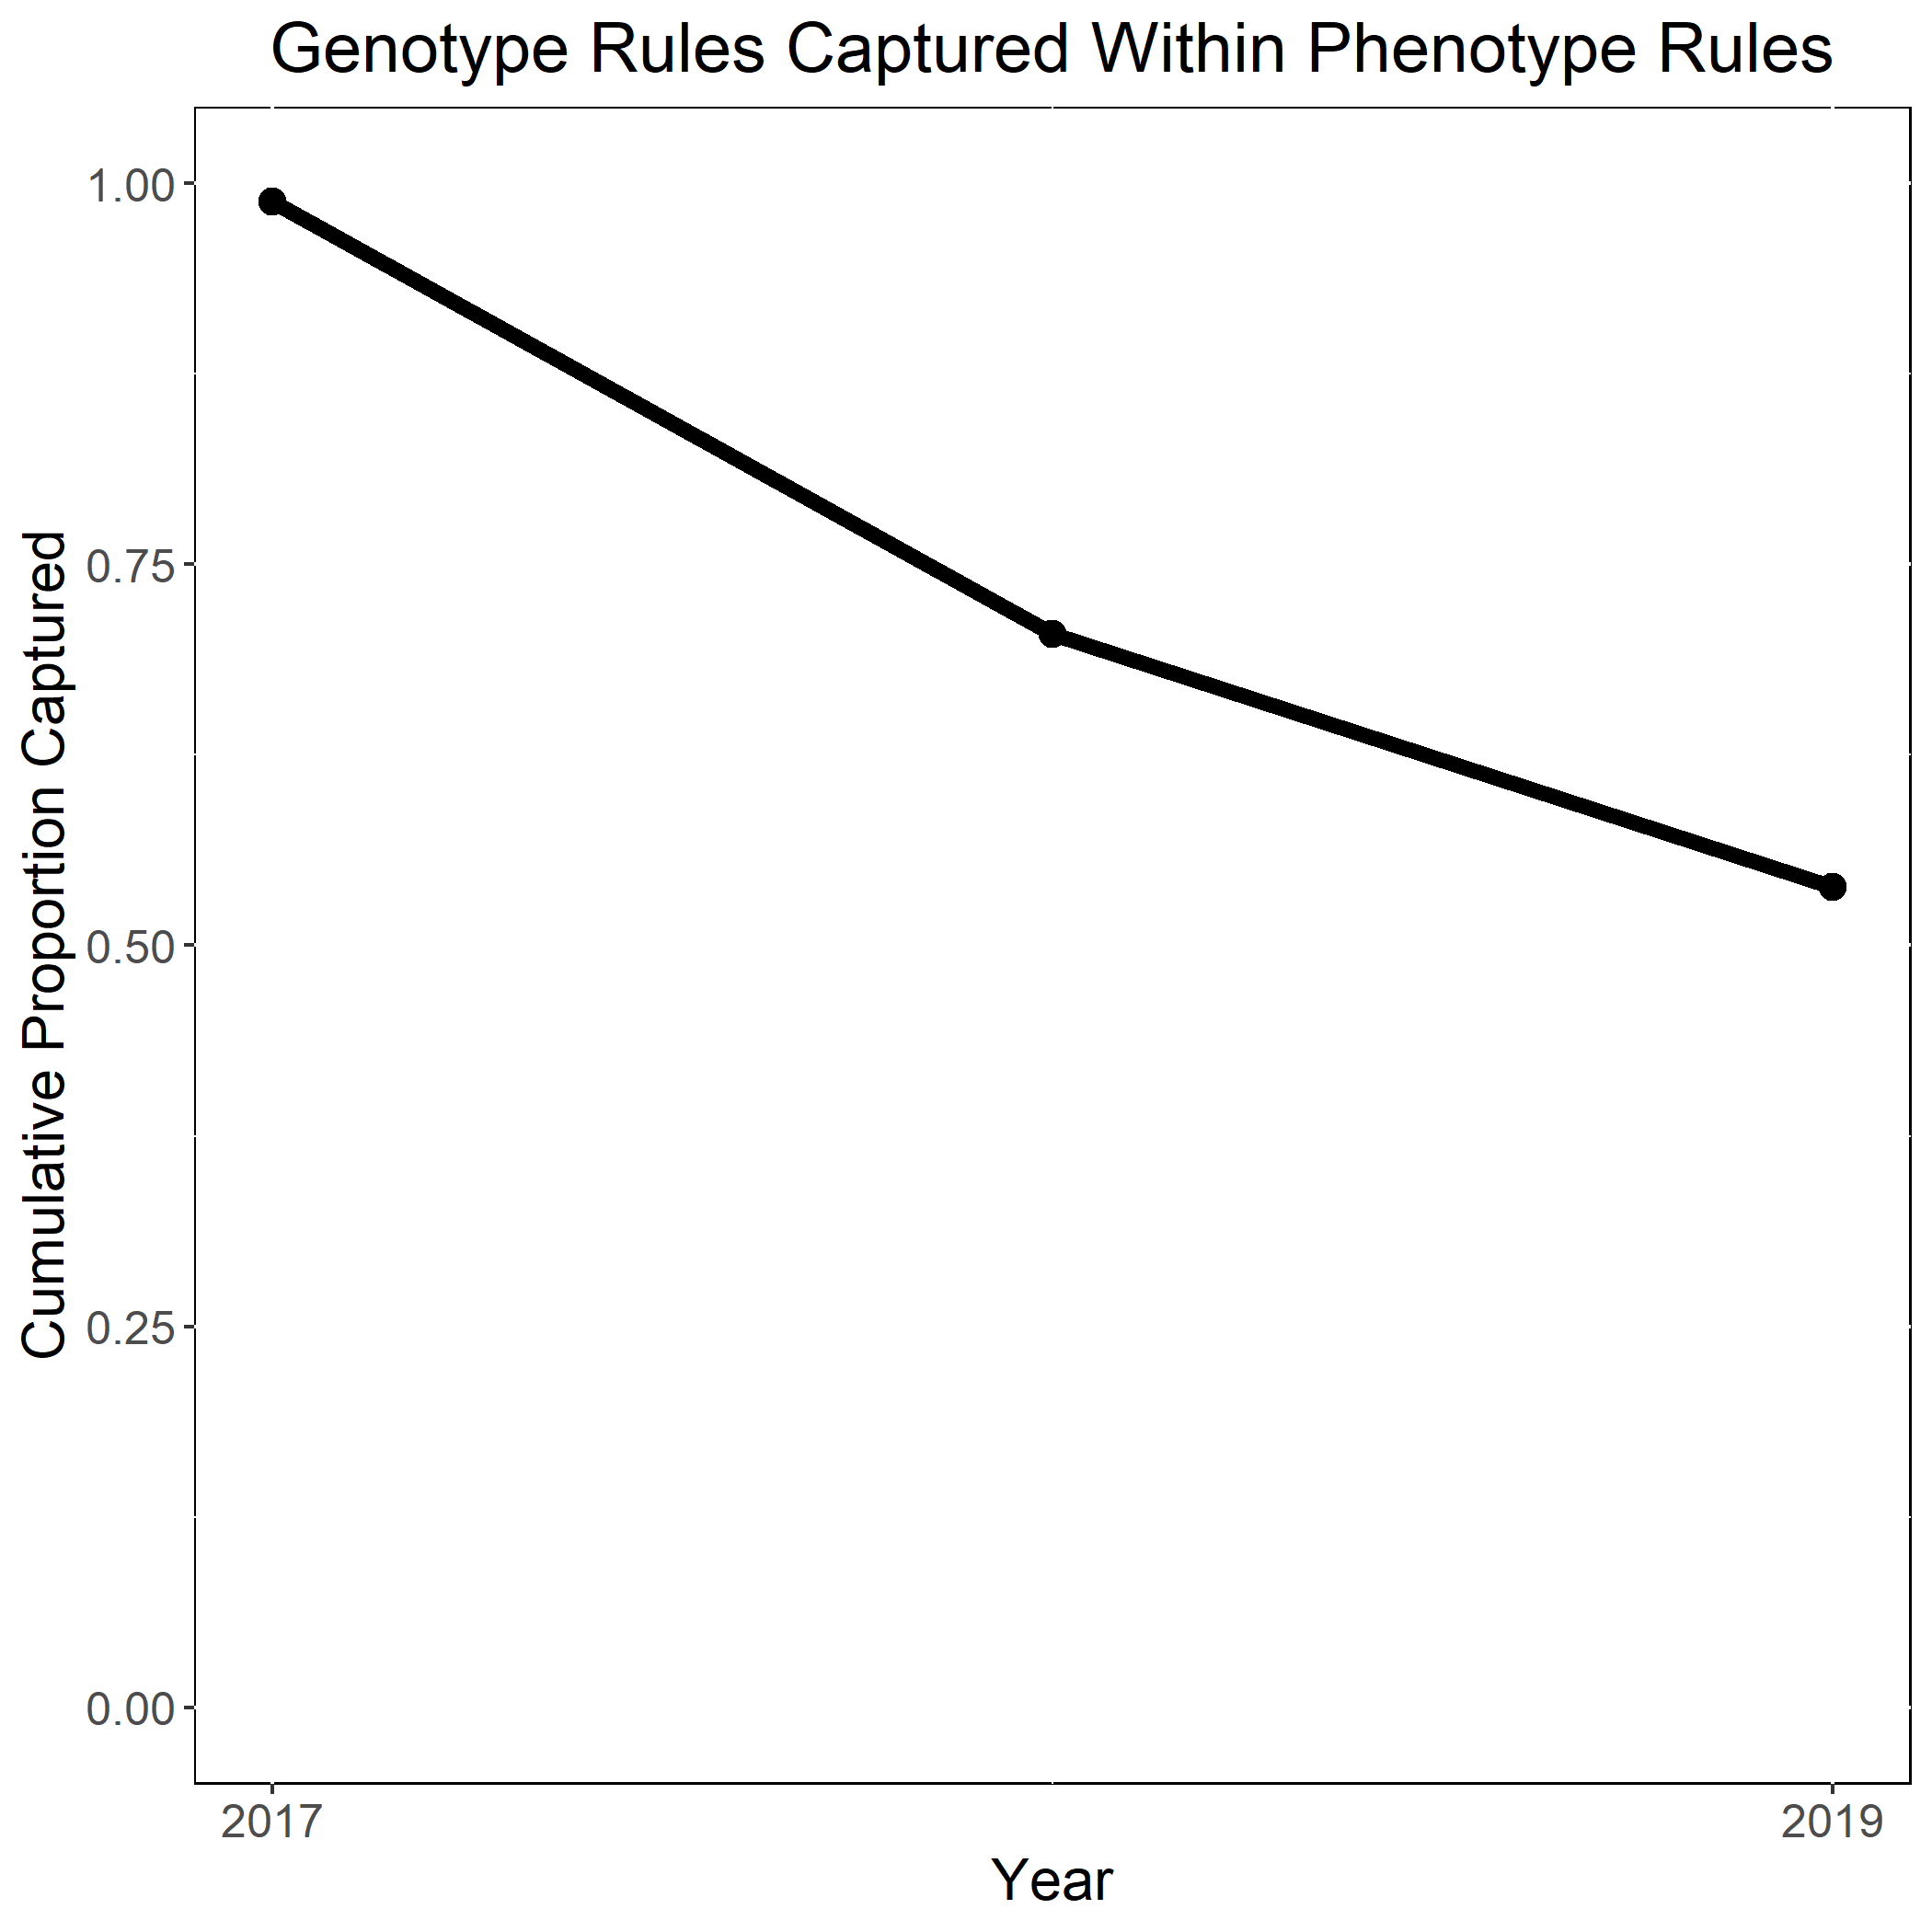 Genotype Rules Captured Within Phenotype Rules
Cumulative Proportion Captured
1.00
0.75
0.50
0.25
0.00
2017
2019
Year